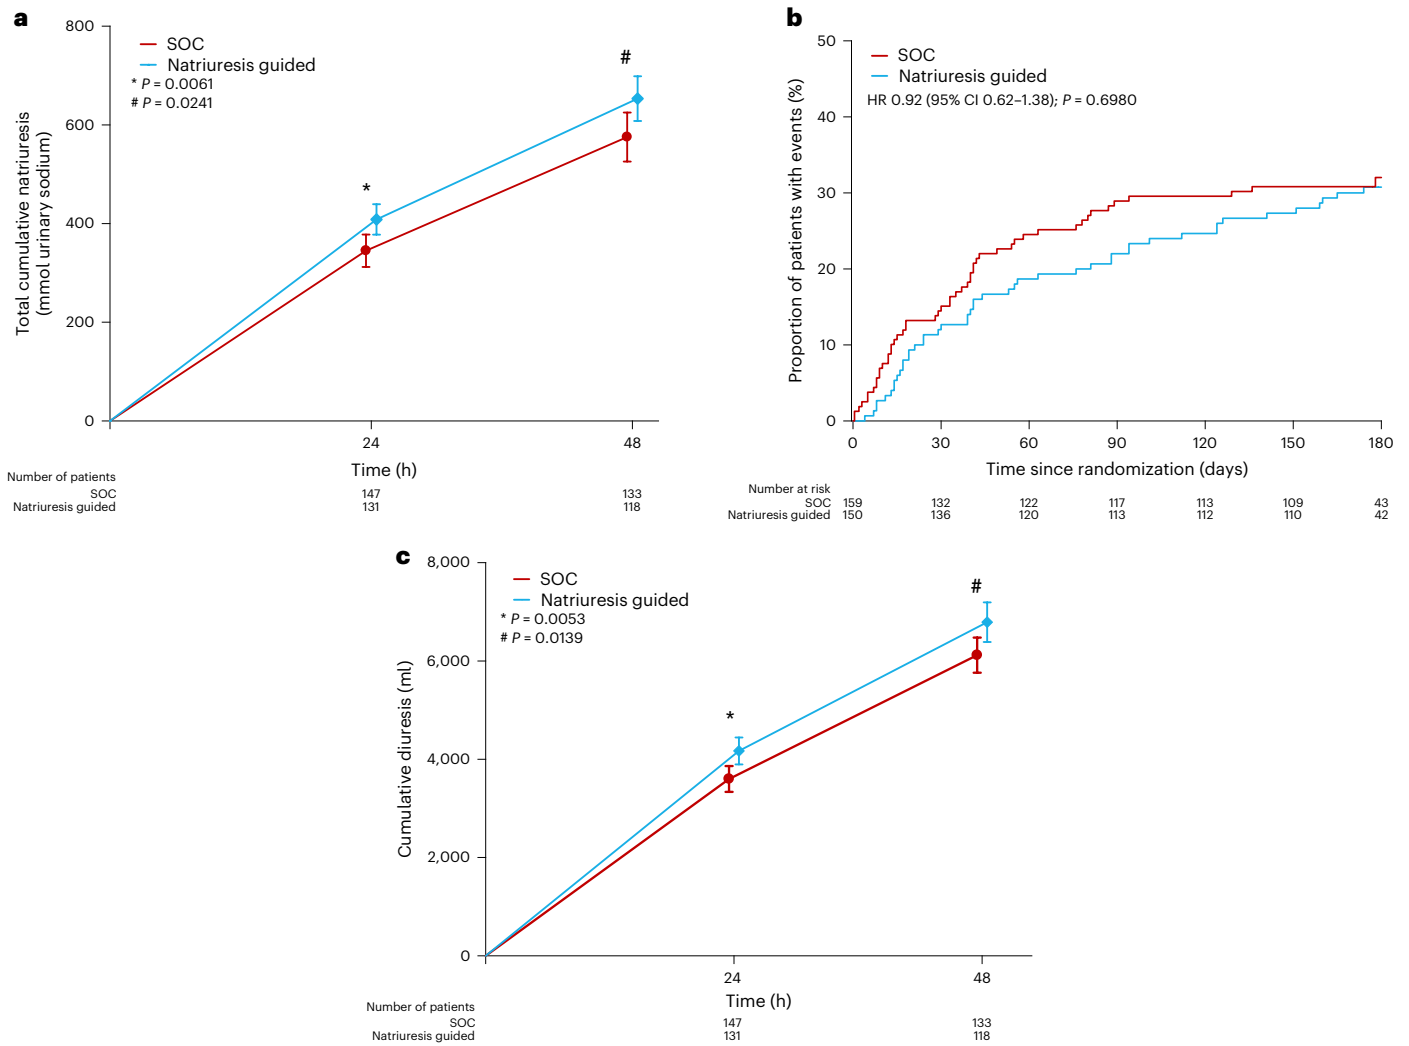 a
800
600
400
200
0
Total cumulative natriuresis
(mmol urinary sodium)
SOC
Natriuresis guided
* P = 0.0061
# P = 0.0241
*
#
24
48
Time (h)
Number of patients
SOC 147 133
Natriuresis guided 131 118
b
50
40
30
20
10
0
Proportion of patients with events (%)
SOC
Natriuresis guided
HR 0.92 (95% CI 0.62–1.38); P = 0.6980
0 30 60 90 120 150 180
Time since randomization (days)
Number at risk
SOC 159 132 122 117 113 109 43
Natriuresis guided 150 136 120 113 112 110 42
c
8,000
6,000
4,000
2,000
0
Cumulative diuresis (ml)
SOC
Natriuresis guided
* P = 0.0053
# P = 0.0139
*
#
24
48
Time (h)
Number of patients
SOC 147 133
Natriuresis guided 131 118